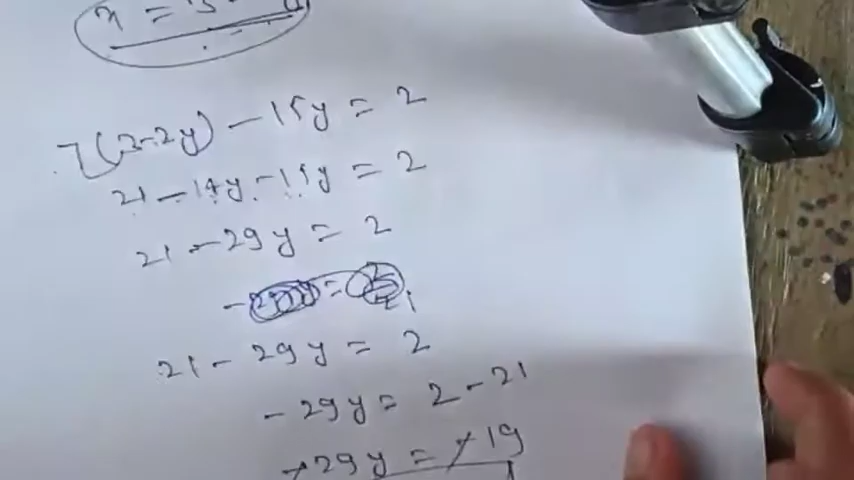 x = 3 -
7(3-2y) - 15y = 2
21 - 14y - 15y = 2
21 - 29y = 2
21 - 29y = 2
- 29y = 2 - 21
-29y = -19